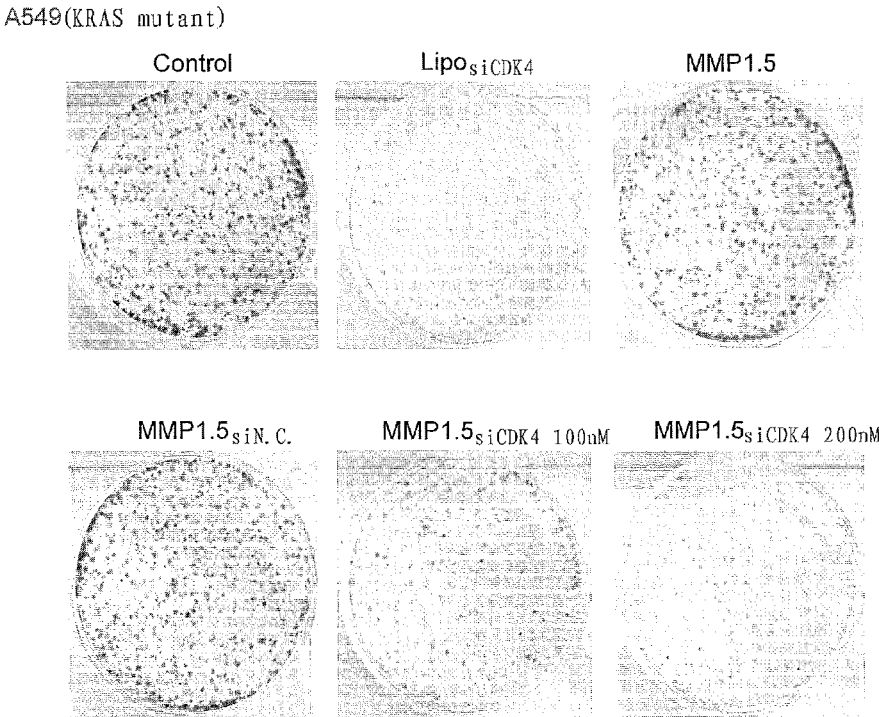 A549(KRAS mutant)
Control LiposiCDK4 MMP1.5
MMP1.5siN.C. MMP1.5siCDK4 100nM MMP1.5siCDK4 200nM